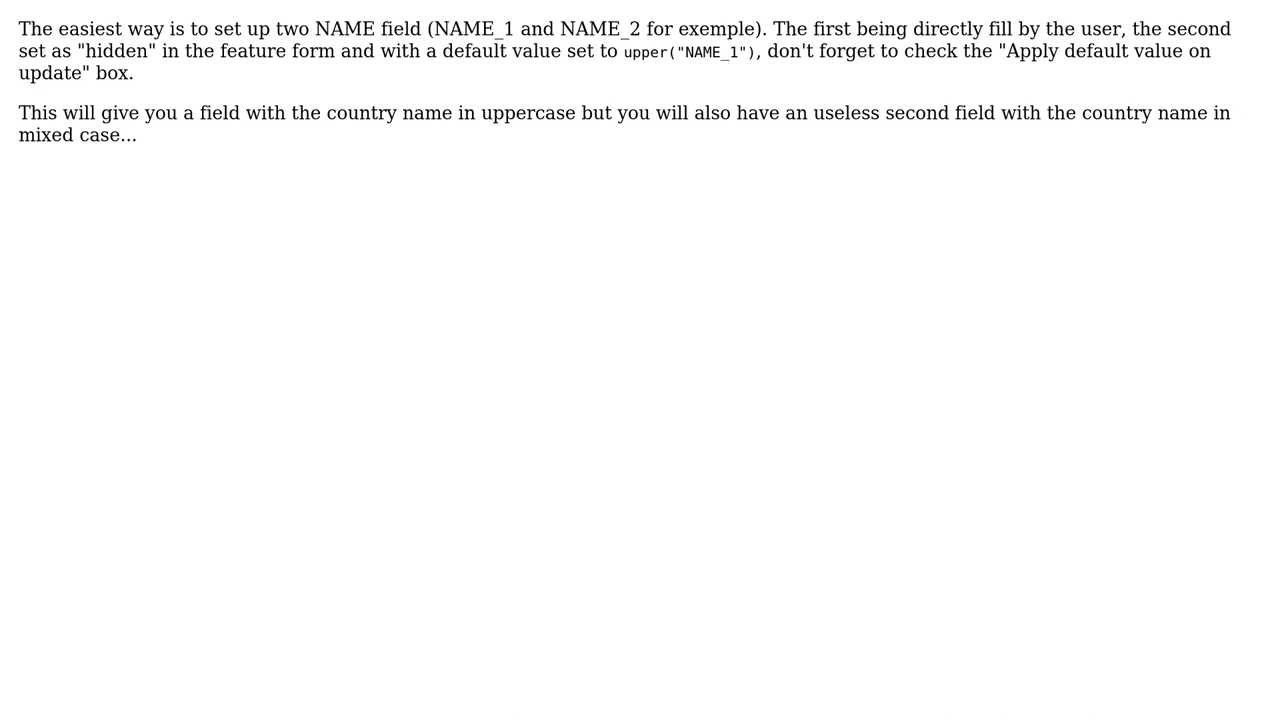 The easiest way is to set up two NAME field (NAME_1 and NAME_2 for exemple). The first being directly fill by the user, the second
set as "hidden" in the feature form and with a default value set to upper("NAME_1"), don't forget to check the "Apply default value on
update" box.
This will give you a field with the country name in uppercase but you will also have an useless second field with the country name in
mixed case...